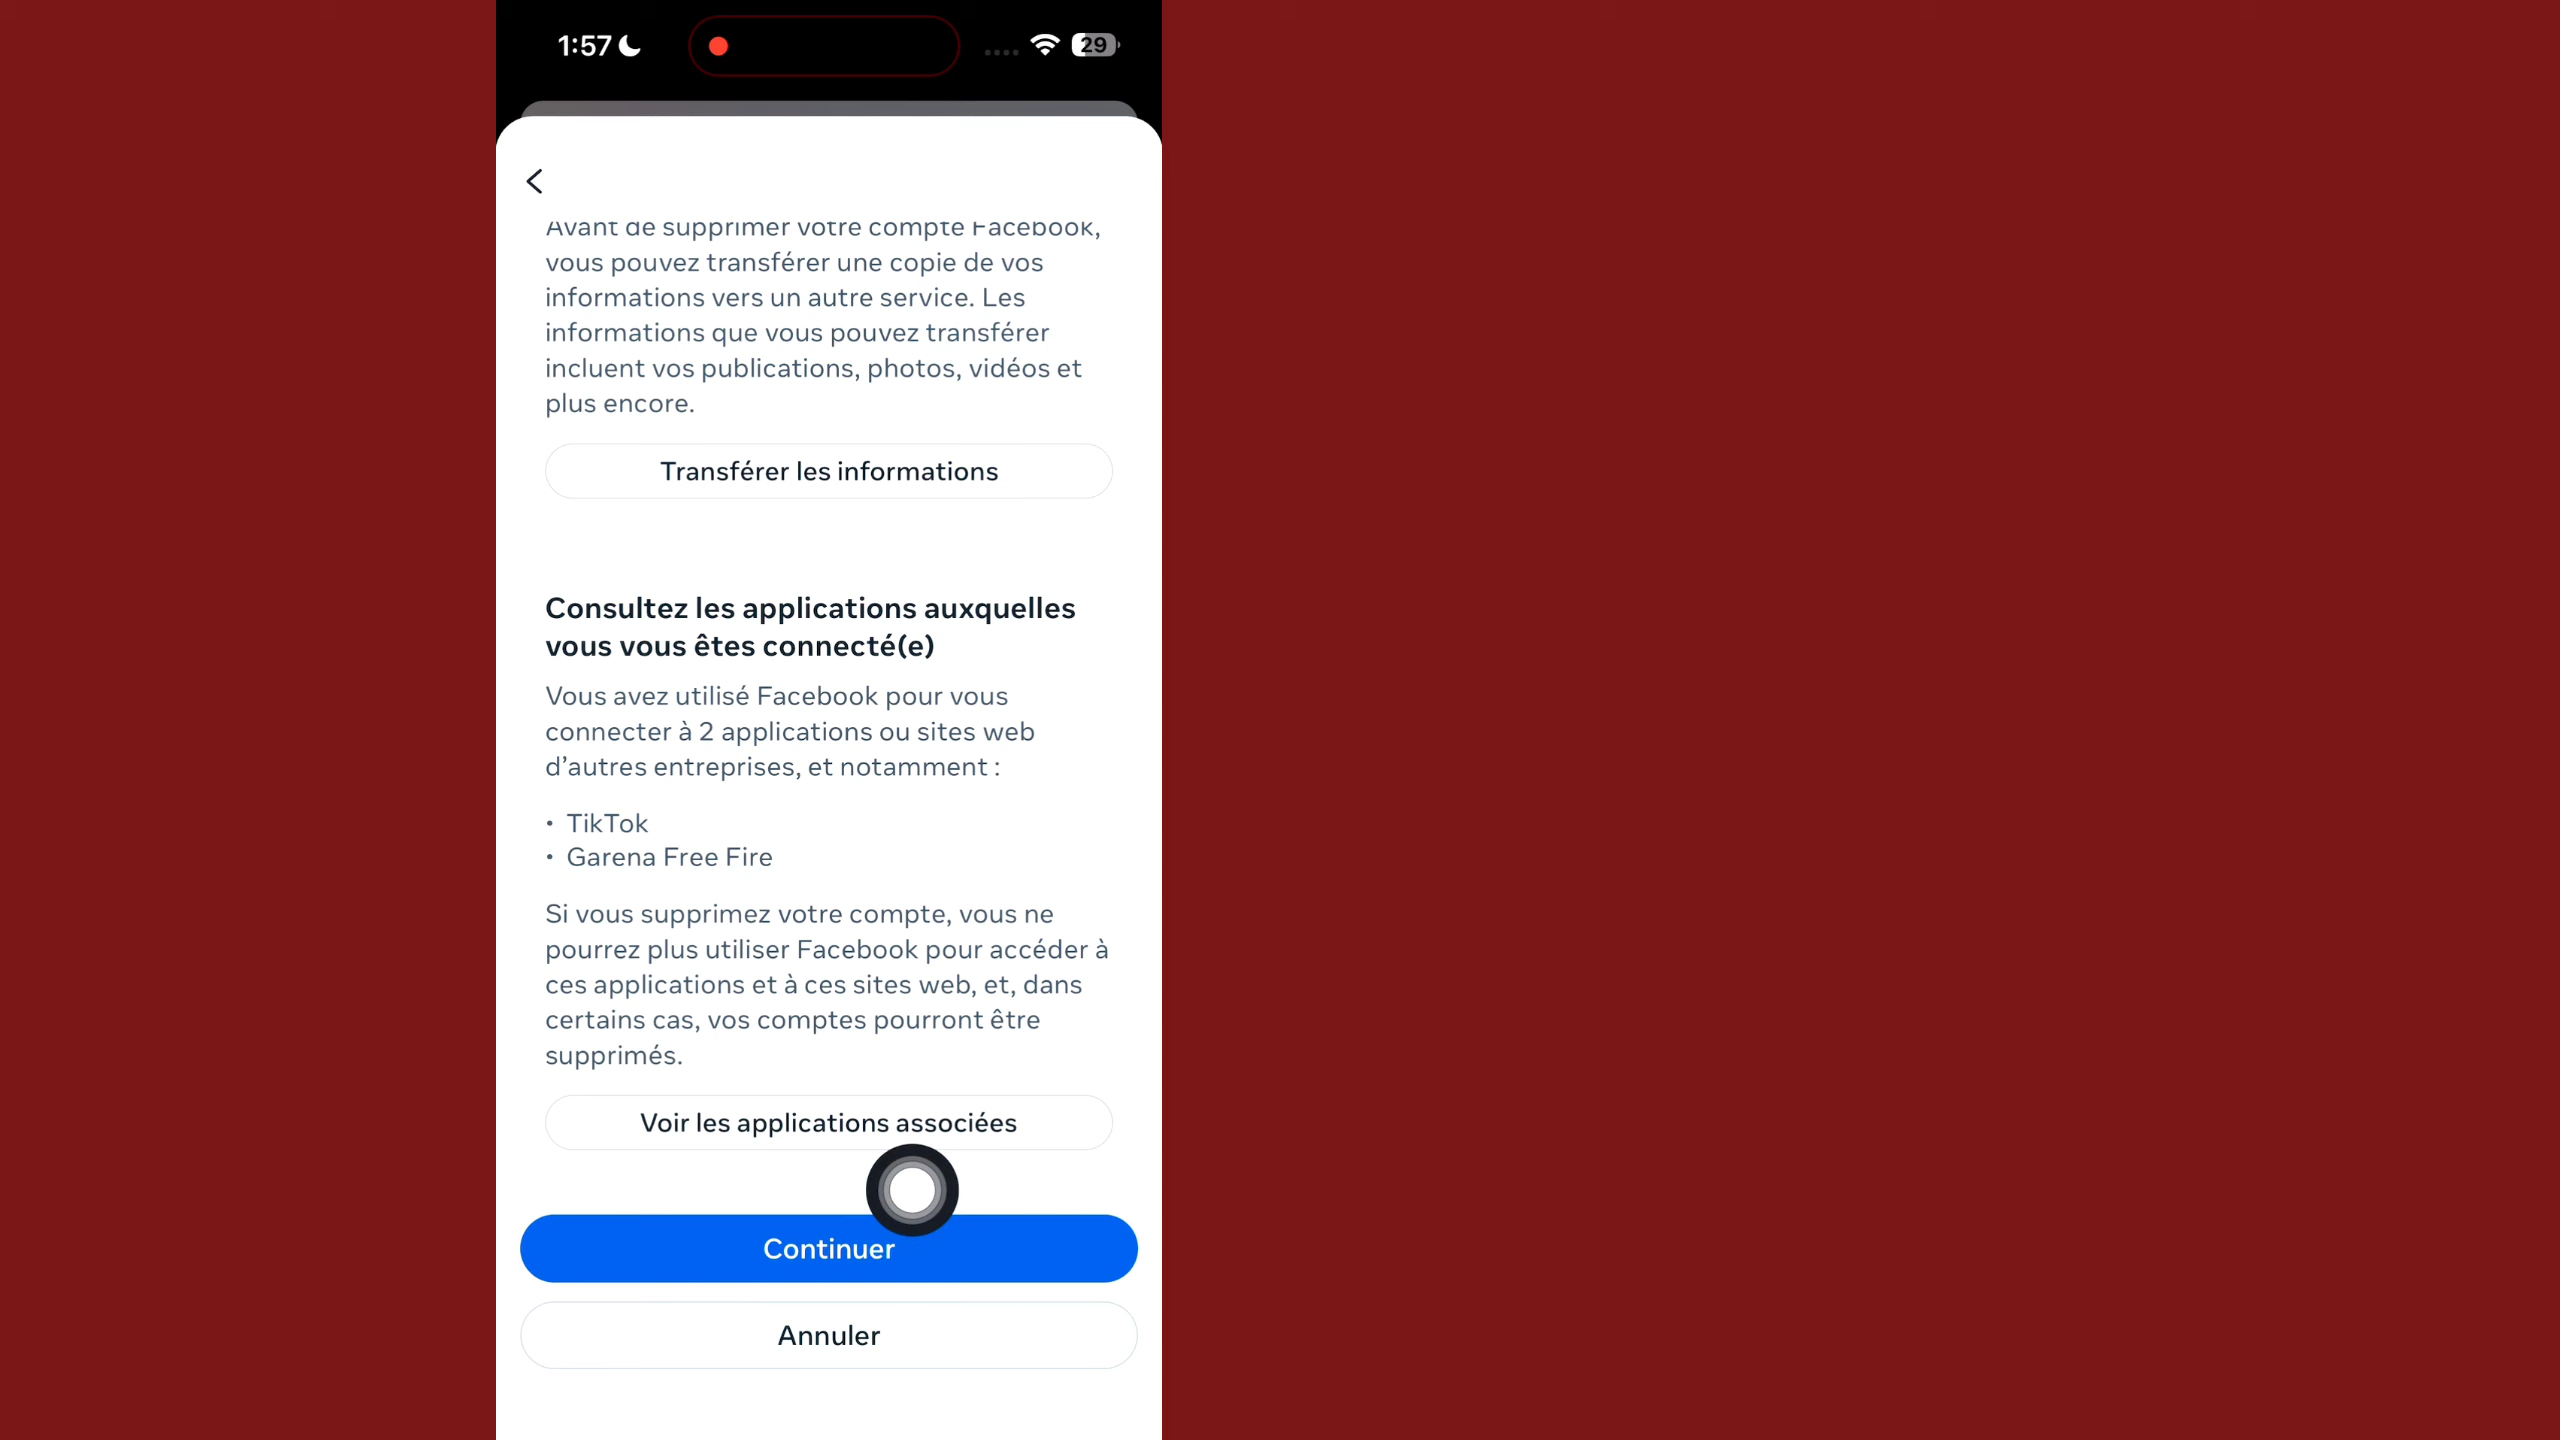 1:57
29
Avant de supprimer votre compte Facebook,
vous pouvez transférer une copie de vos
informations vers un autre service. Les
informations que vous pouvez transférer
incluent vos publications, photos, vidéos et
plus encore.
Transférer les informations
Consultez les applications auxquelles
vous vous êtes connecté(e)
Vous avez utilisé Facebook pour vous
connecter à 2 applications ou sites web
d’autres entreprises, et notamment :
• TikTok
• Garena Free Fire
Si vous supprimez votre compte, vous ne
pourrez plus utiliser Facebook pour accéder à
ces applications et à ces sites web, et, dans
certains cas, vos comptes pourront être
supprimés.
Voir les applications associées
Continuer
Annuler